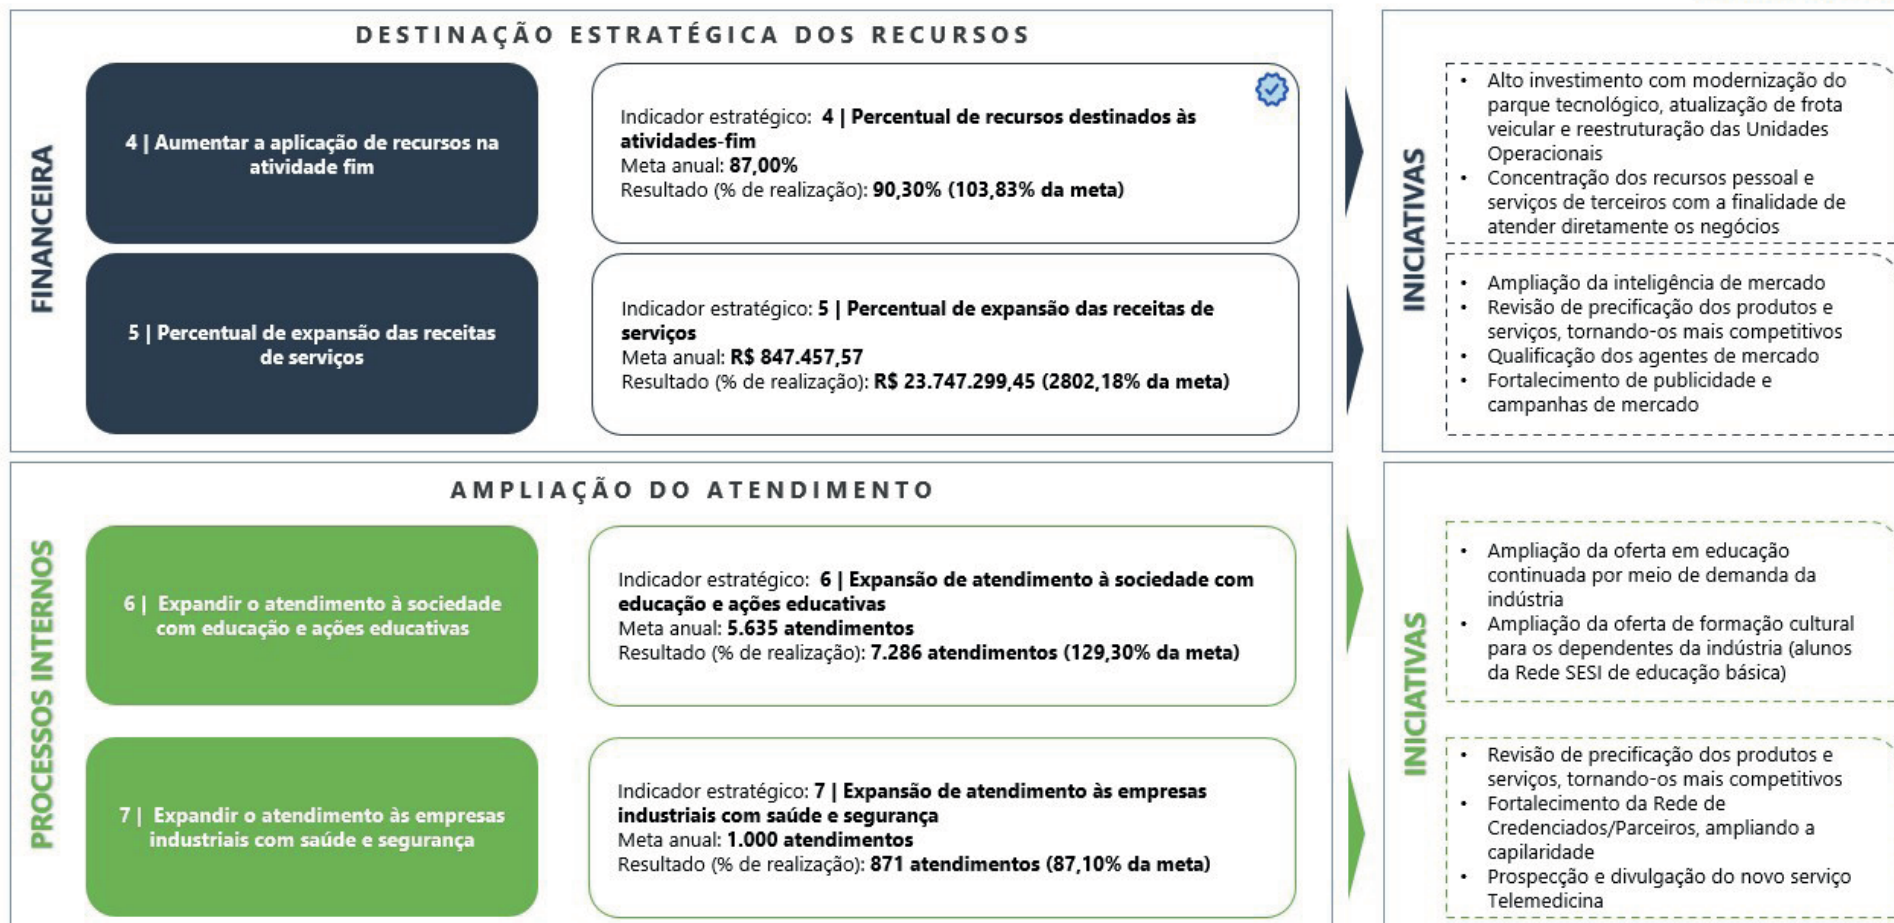 DESTINAÇÃO ESTRATÉGICA DOS RECURSOS
FINANCEIRA
4 | Aumentar a aplicação de recursos na
atividade fim
Indicador estratégico: 4 | Percentual de recursos destinados às
atividades-fim
Meta anual: 87,00%
Resultado (% de realização): 90,30% (103,83% da meta)
5 | Percentual de expansão das receitas
de serviços
Indicador estratégico: 5 | Percentual de expansão das receitas de
serviços
Meta anual: R$ 847.457,57
Resultado (% de realização): R$ 23.747.299,45 (2802,18% da meta)
INICIATIVAS
• Alto investimento com modernização do
parque tecnológico, atualização de frota
veicular e reestruturação das Unidades
Operacionais
• Concentração dos recursos pessoal e
serviços de terceiros com a finalidade de
atender diretamente os negócios
• Ampliação da inteligência de mercado
• Revisão de precificação dos produtos e
serviços, tornando-os mais competitivos
• Qualificação dos agentes de mercado
• Fortalecimento de publicidade e
campanhas de mercado
AMPLIAÇÃO DO ATENDIMENTO
PROCESSOS INTERNOS
6 | Expandir o atendimento à sociedade
com educação e ações educativas
Indicador estratégico: 6 | Expansão de atendimento à sociedade com
educação e ações educativas
Meta anual: 5.635 atendimentos
Resultado (% de realização): 7.286 atendimentos (129,30% da meta)
7 | Expandir o atendimento às empresas
industriais com saúde e segurança
Indicador estratégico: 7 | Expansão de atendimento às empresas
industriais com saúde e segurança
Meta anual: 1.000 atendimentos
Resultado (% de realização): 871 atendimentos (87,10% da meta)
INICIATIVAS
• Ampliação da oferta em educação
continuada por meio de demanda da
indústria
• Ampliação da oferta de formação cultural
para os dependentes da indústria (alunos
da Rede SESI de educação básica)
• Revisão de precificação dos produtos e
serviços, tornando-os mais competitivos
• Fortalecimento da Rede de
Credenciados/Parceiros, ampliando a
capilaridade
• Prospecção e divulgação do novo serviço
Telemedicina